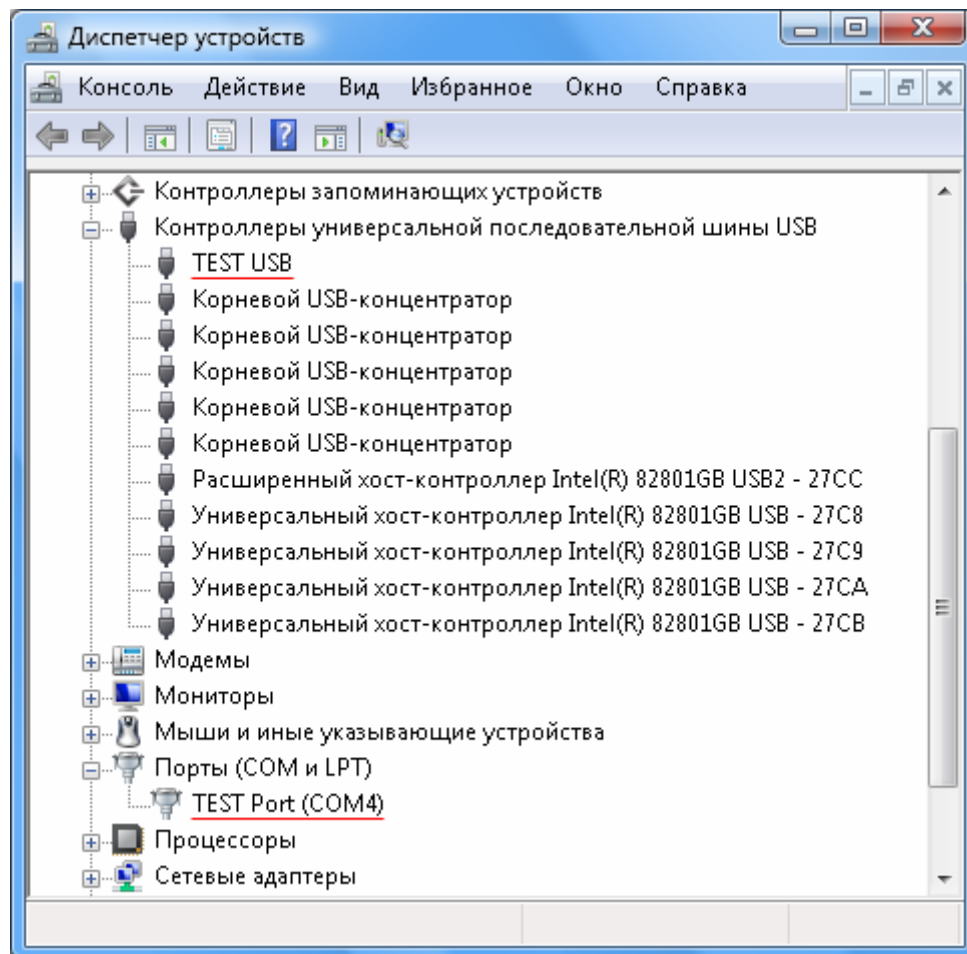 Диспетчер устройств
Консоль Действие Вид Избранное Окно Справка
Контроллеры запоминающих устройств
Контроллеры универсальной последовательной шины USB
TEST USB
Корневой USB-концентратор
Корневой USB-концентратор
Корневой USB-концентратор
Корневой USB-концентратор
Корневой USB-концентратор
Расширенный хост-контроллер Intel(R) 82801GB USB2 - 27CC
Универсальный хост-контроллер Intel(R) 82801GB USB - 27C8
Универсальный хост-контроллер Intel(R) 82801GB USB - 27C9
Универсальный хост-контроллер Intel(R) 82801GB USB - 27CA
Универсальный хост-контроллер Intel(R) 82801GB USB - 27CB
Модемы
Мониторы
Мыши и иные указывающие устройства
Порты (COM и LPT)
TEST Port (COM4)
Процессоры
Сетевые адаптеры